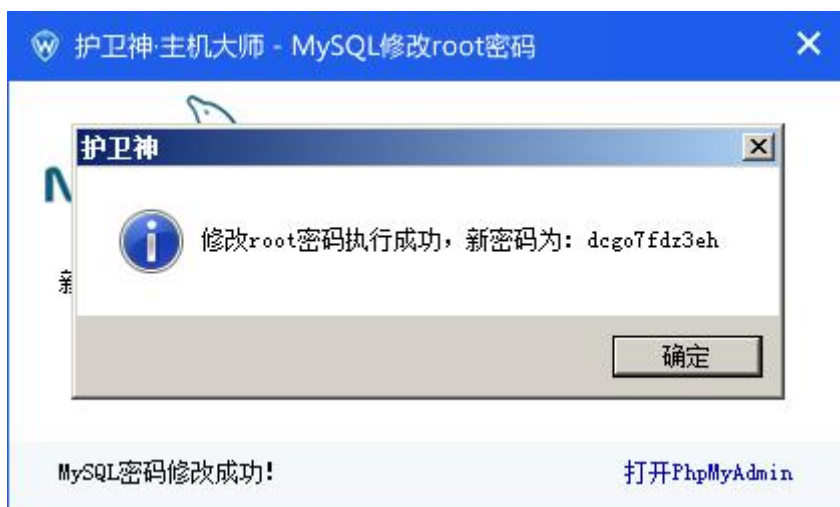 护卫神·主机大师 - MySQL修改root密码
护卫神
修改root密码执行成功，新密码为：dcgo7fdz3eh
新
确定
MySQL密码修改成功！
打开PhpMyAdmin